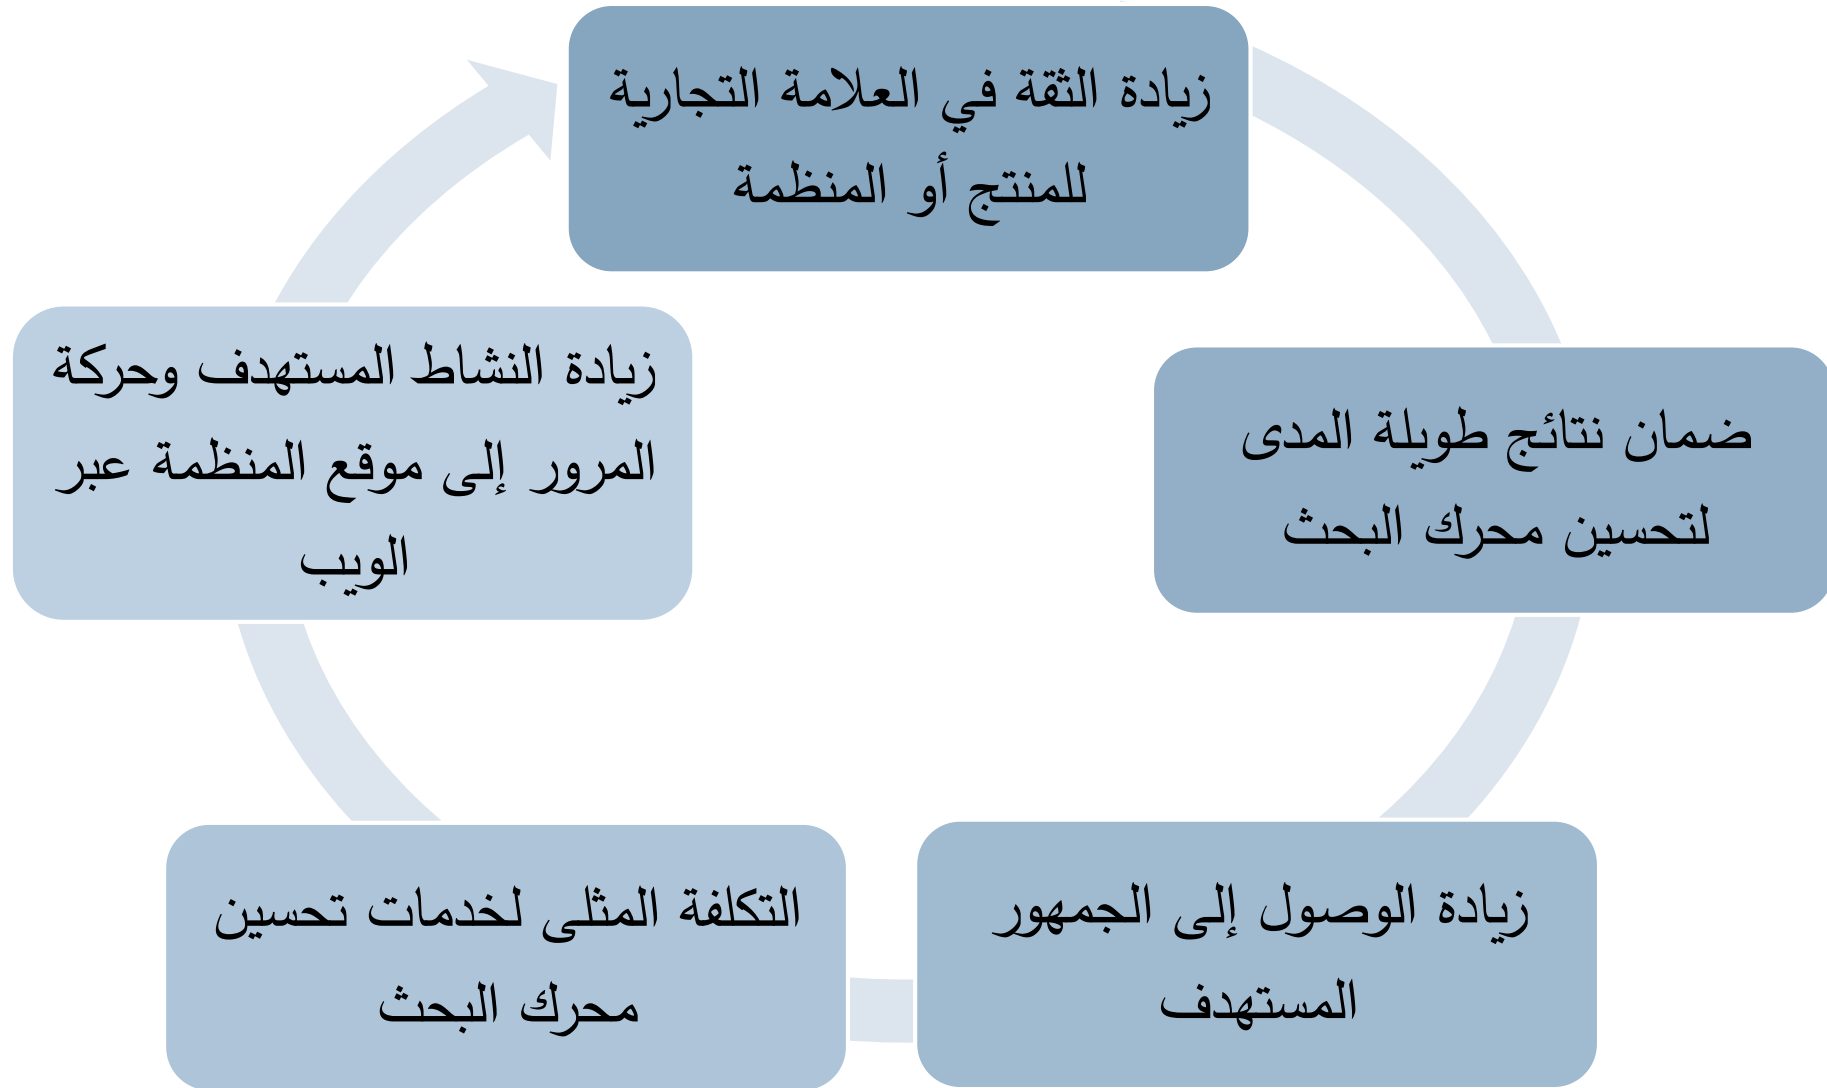 زيادة الثقة في العلامة التجارية
للمنتج أو المنظمة
ضمان نتائج طويلة المدى
لتحسين محرك البحث
زيادة الوصول إلى الجمهور
المستهدف
التكلفة المثلى لخدمات تحسين
محرك البحث
زيادة النشاط المستهدف وحركة
المرور إلى موقع المنظمة عبر
الويب